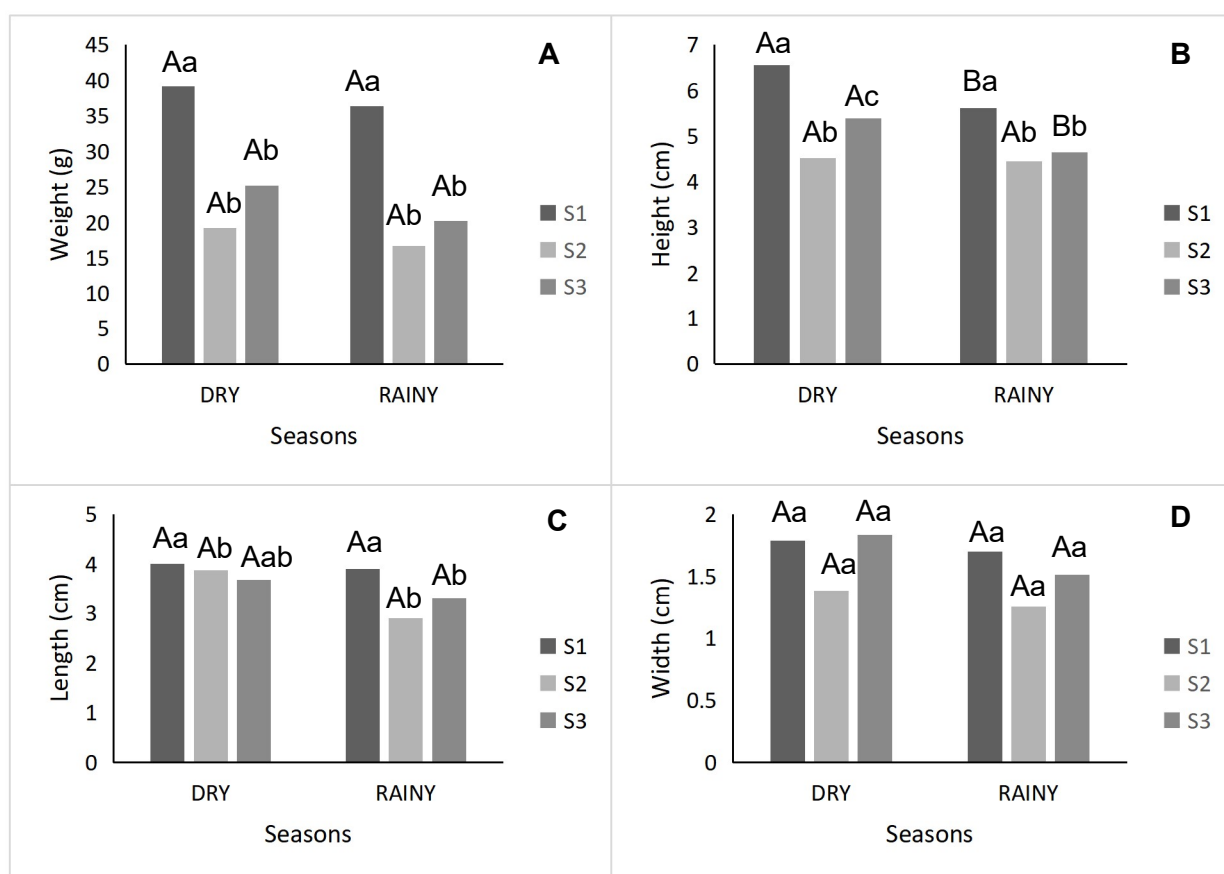 A
Weight (g)
45
40
35
30
25
20
15
10
5
0
Aa
Ab
Ab
Aa
Ab
Ab
DRY
RAINY
Seasons
S1
S2
S3
B
Height (cm)
7
6
5
4
3
2
1
0
Aa
Ab
Ac
Ba
Ab
Bb
DRY
RAINY
Seasons
S1
S2
S3
C
Length (cm)
5
4
3
2
1
0
Aa
Ab
Aab
Aa
Ab
Ab
DRY
RAINY
Seasons
S1
S2
S3
D
Width (cm)
2
1.5
1
0.5
0
Aa
Aa
Aa
Aa
Aa
Aa
DRY
RAINY
Seasons
S1
S2
S3